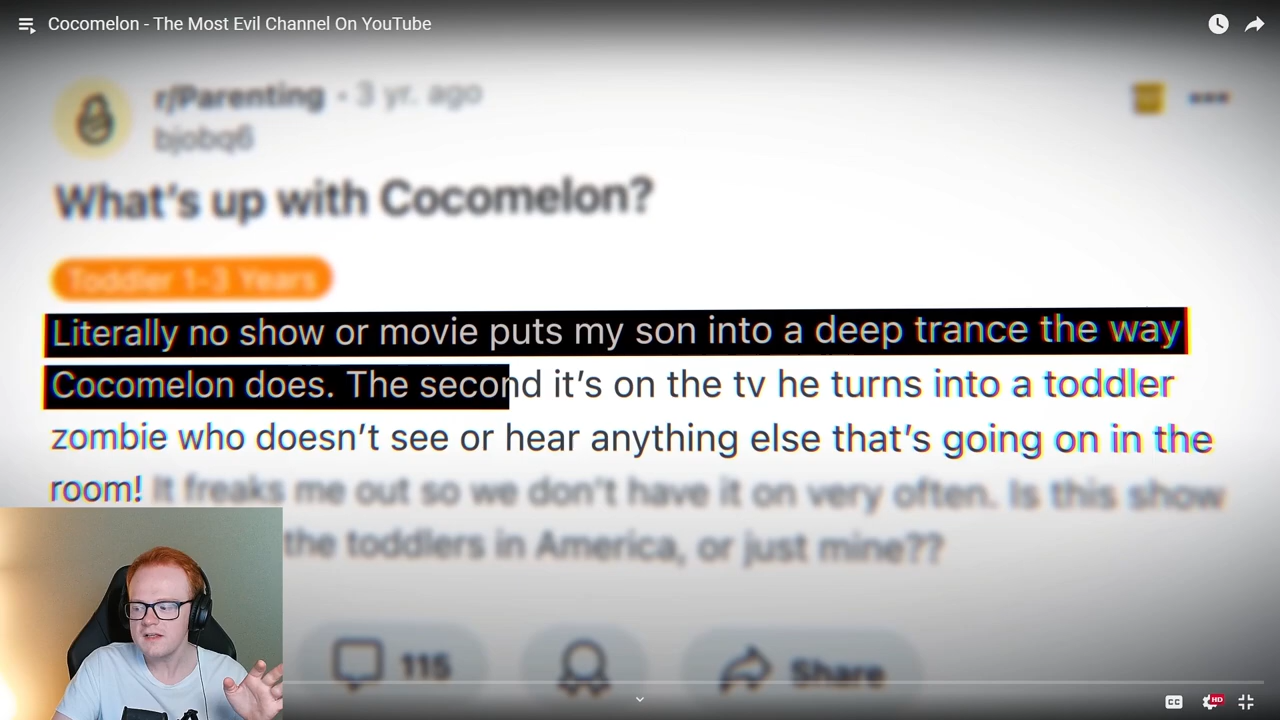 Cocomelon - The Most Evil Channel On YouTube
r/Parenting · 3 yr. ago
bjobq6
What's up with Cocomelon?
Toddler 1-3 Years
Literally no show or movie puts my son into a deep trance the way
Cocomelon does. The second it's on the tv he turns into a toddler
zombie who doesn't see or hear anything else that's going on in the
room! It freaks me out so we don't have it on very often. Is this show
the toddlers in America, or just mine??
115
Share
CC
HD